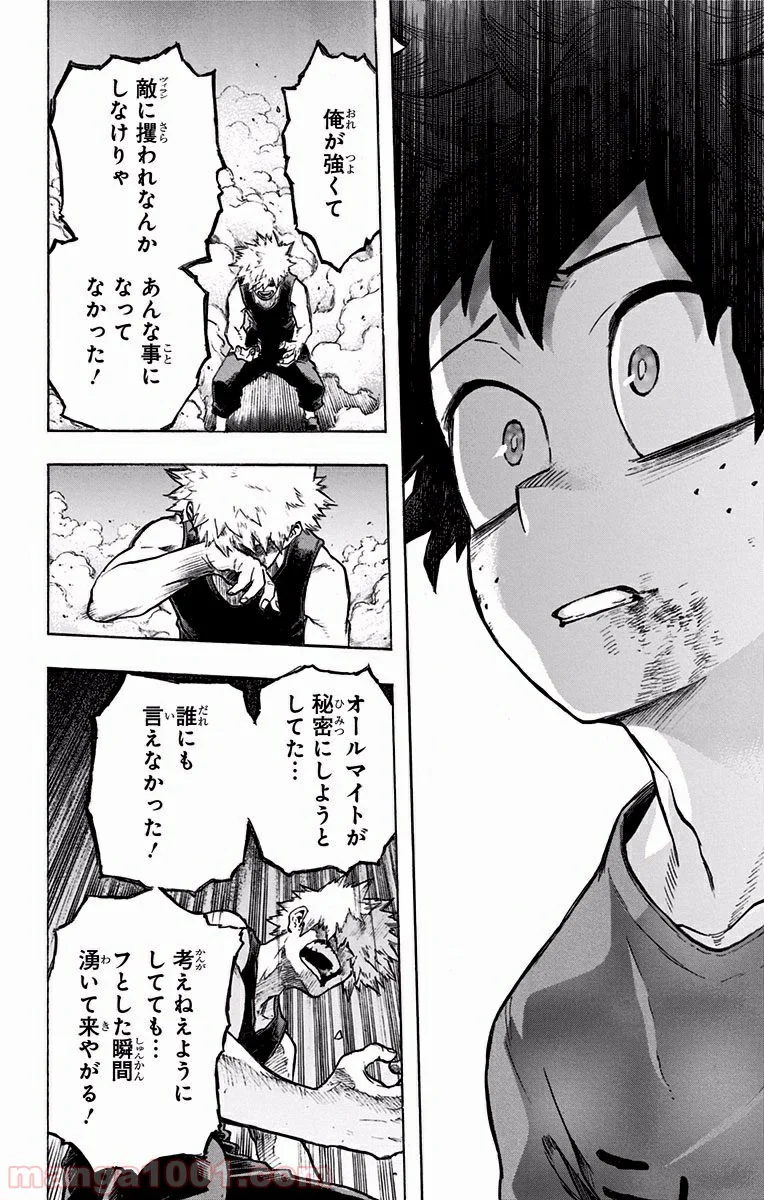 俺が強くて
敵に攫われなんか
しなけりゃ
あんな事に
なって
なかった！
オールマイトが
秘密にしようと
してた…
誰にも
言えなかった！
考えねえように
してても…
フとした瞬間
湧いて来やがる！
manga1001.com